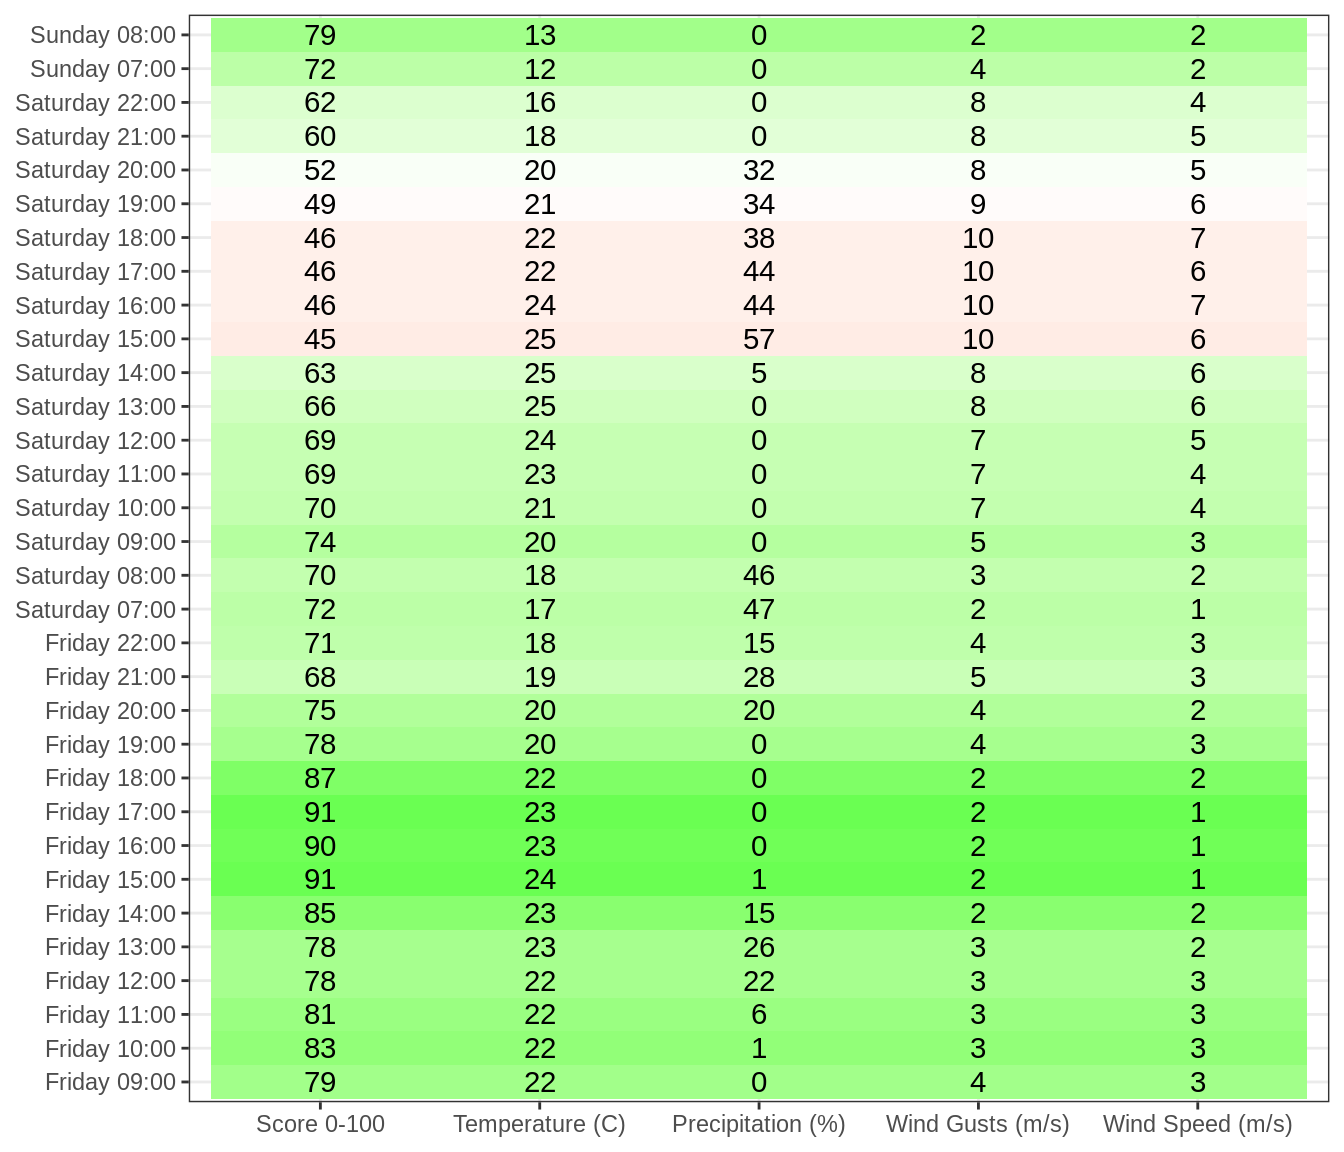 Sunday 08:00 79 13 0 2 2
Sunday 07:00 72 12 0 4 2
Saturday 22:00 62 16 0 8 4
Saturday 21:00 60 18 0 8 5
Saturday 20:00 52 20 32 8 5
Saturday 19:00 49 21 34 9 6
Saturday 18:00 46 22 38 10 7
Saturday 17:00 46 22 44 10 6
Saturday 16:00 46 24 44 10 7
Saturday 15:00 45 25 57 10 6
Saturday 14:00 63 25 5 8 6
Saturday 13:00 66 25 0 8 6
Saturday 12:00 69 24 0 7 5
Saturday 11:00 69 23 0 7 4
Saturday 10:00 70 21 0 7 4
Saturday 09:00 74 20 0 5 3
Saturday 08:00 70 18 46 3 2
Saturday 07:00 72 17 47 2 1
Friday 22:00 71 18 15 4 3
Friday 21:00 68 19 28 5 3
Friday 20:00 75 20 20 4 2
Friday 19:00 78 20 0 4 3
Friday 18:00 87 22 0 2 2
Friday 17:00 91 23 0 2 1
Friday 16:00 90 23 0 2 1
Friday 15:00 91 24 1 2 1
Friday 14:00 85 23 15 2 2
Friday 13:00 78 23 26 3 2
Friday 12:00 78 22 22 3 3
Friday 11:00 81 22 6 3 3
Friday 10:00 83 22 1 3 3
Friday 09:00 79 22 0 4 3
Score 0-100 Temperature (C) Precipitation (%) Wind Gusts (m/s) Wind Speed (m/s)